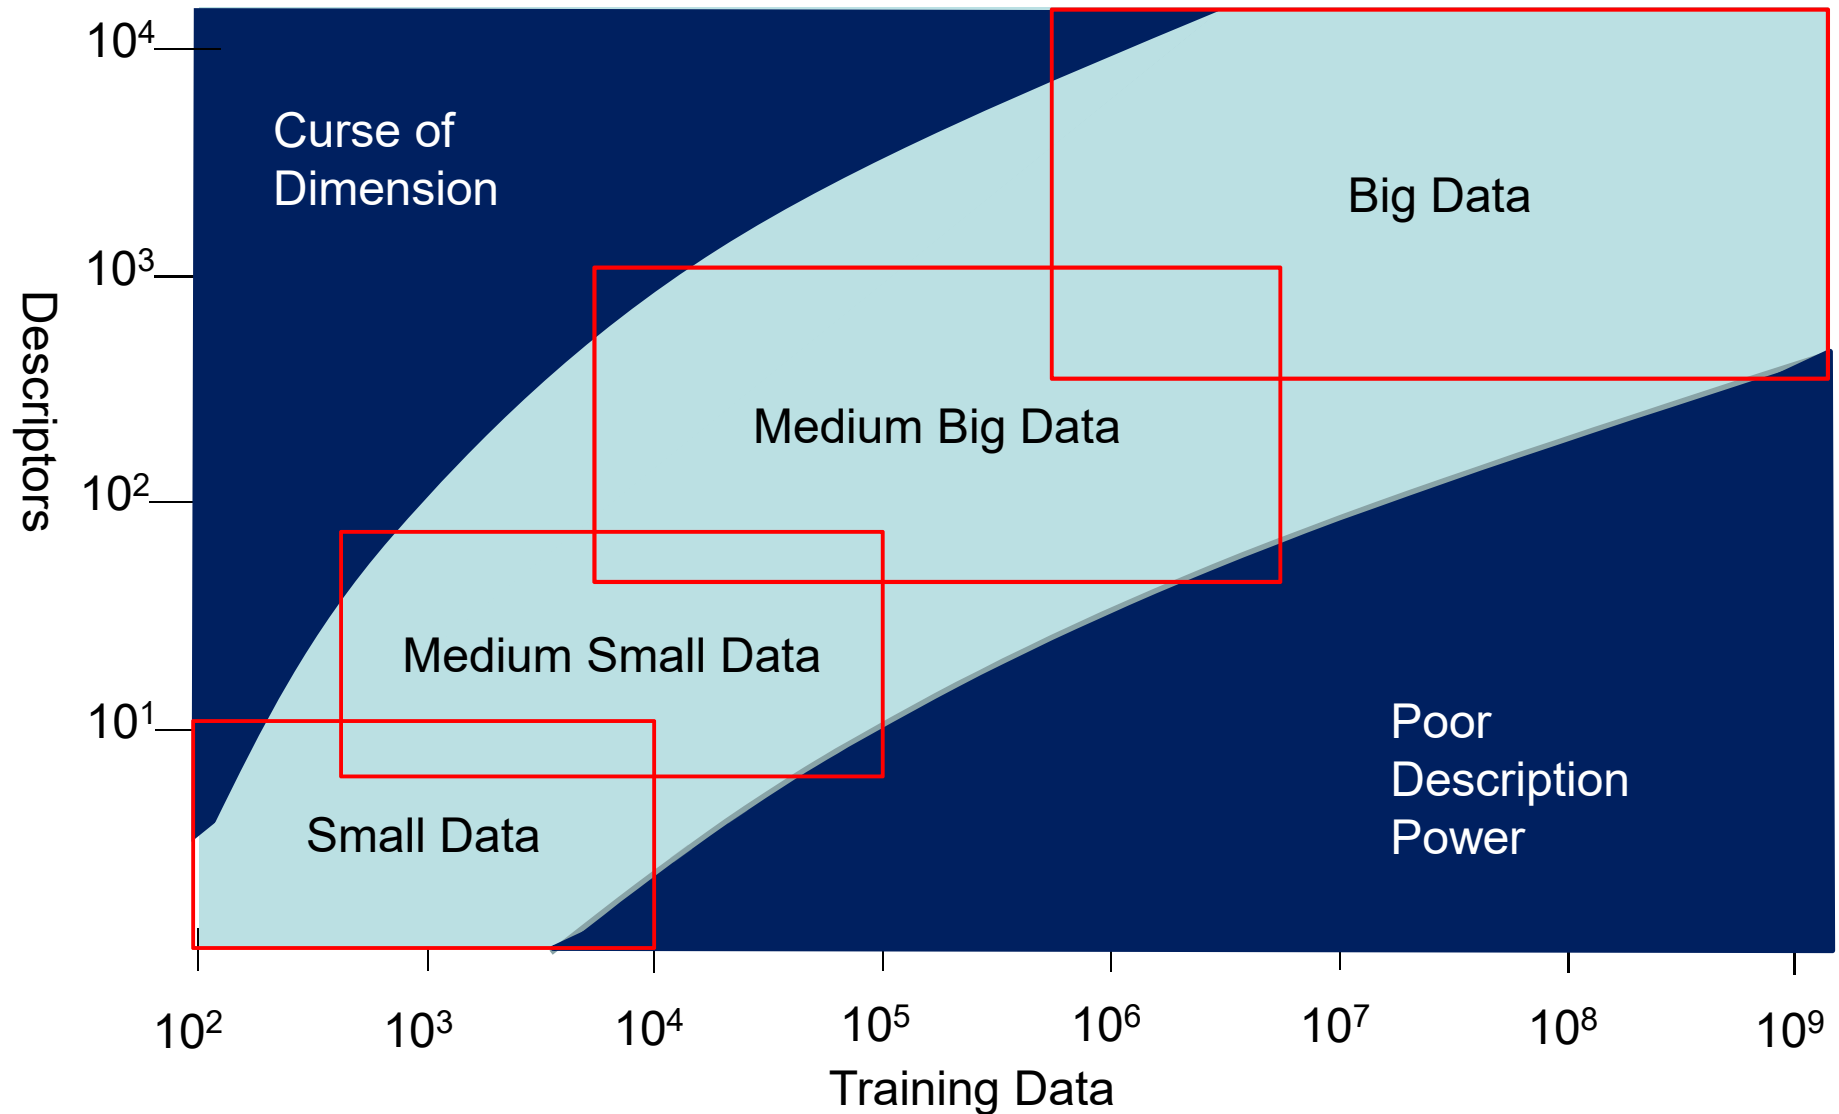 10⁴
Curse of
Dimension
Big Data
10³
Descriptors
Medium Big Data
10²
Medium Small Data
10¹
Poor
Description
Power
Small Data
10² 10³ 10⁴ 10⁵ 10⁶ 10⁷ 10⁸ 10⁹
Training Data